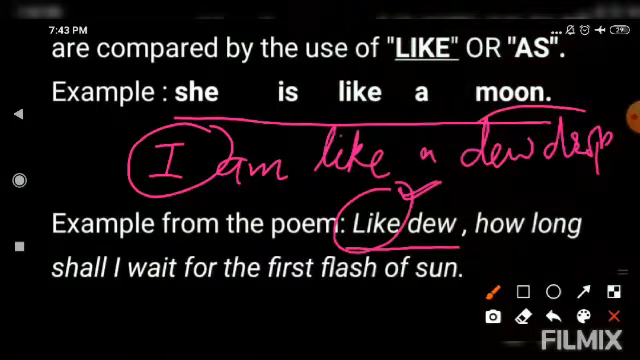 7:43 PM 29
are compared by the use of "LIKE" OR "AS".
Example : she is like a moon.
I am like a dew drop
Example from the poem: Like dew , how long
shall I wait for the first flash of sun.
FILMIX